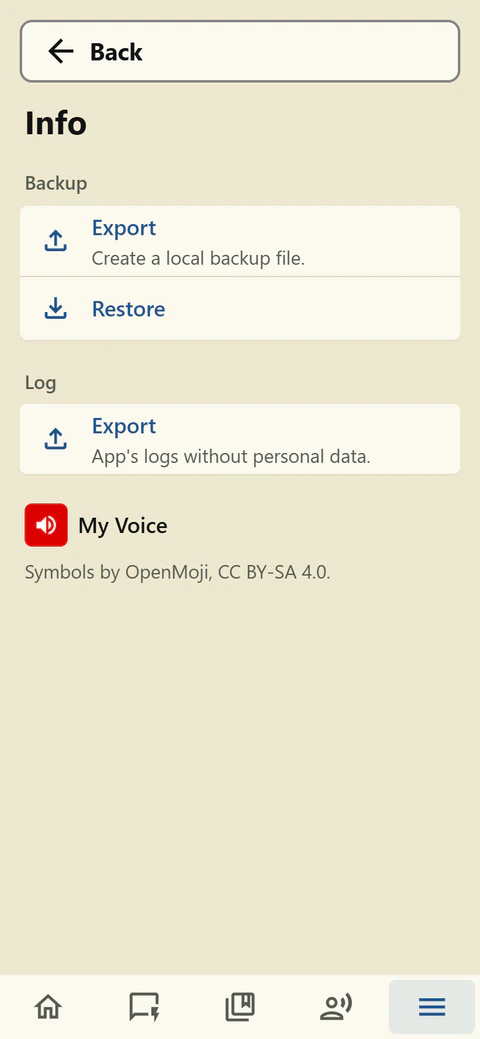 Back
Info
Backup
Export
Create a local backup file.
Restore
Log
Export
App's logs without personal data.
My Voice
Symbols by OpenMoji, CC BY-SA 4.0.